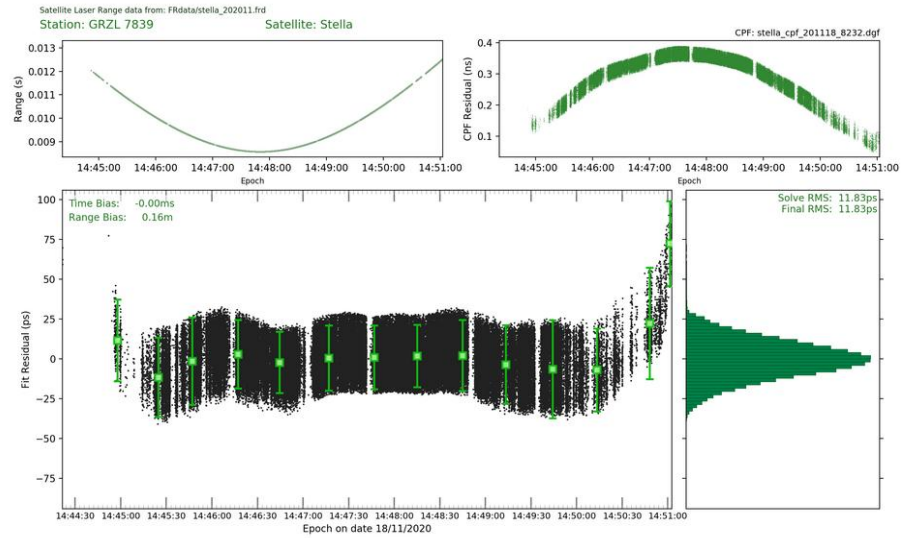 Satellite Laser Range data from: FRdata/stella_202011.frd
Station: GRZL 7839 Satellite: Stella
CPF: stella_cpf_201118_8232.dgf
0.013
0.012
0.011
0.010
0.009
Range (s)
14:45:00 14:46:00 14:47:00 14:48:00 14:49:00 14:50:00 14:51:00
Epoch
0.4
0.3
0.2
0.1
CPF Residual (ns)
14:45:00 14:46:00 14:47:00 14:48:00 14:49:00 14:50:00 14:51:00
Epoch
Time Bias: -0.00ms
Range Bias: 0.16m
100
75
50
25
0
−25
−50
−75
Fit Residual (ps)
14:44:30 14:45:00 14:45:30 14:46:00 14:46:30 14:47:00 14:47:30 14:48:00 14:48:30 14:49:00 14:49:30 14:50:00 14:50:30 14:51:00
Epoch on date 18/11/2020
Solve RMS: 11.83ps
Final RMS: 11.83ps